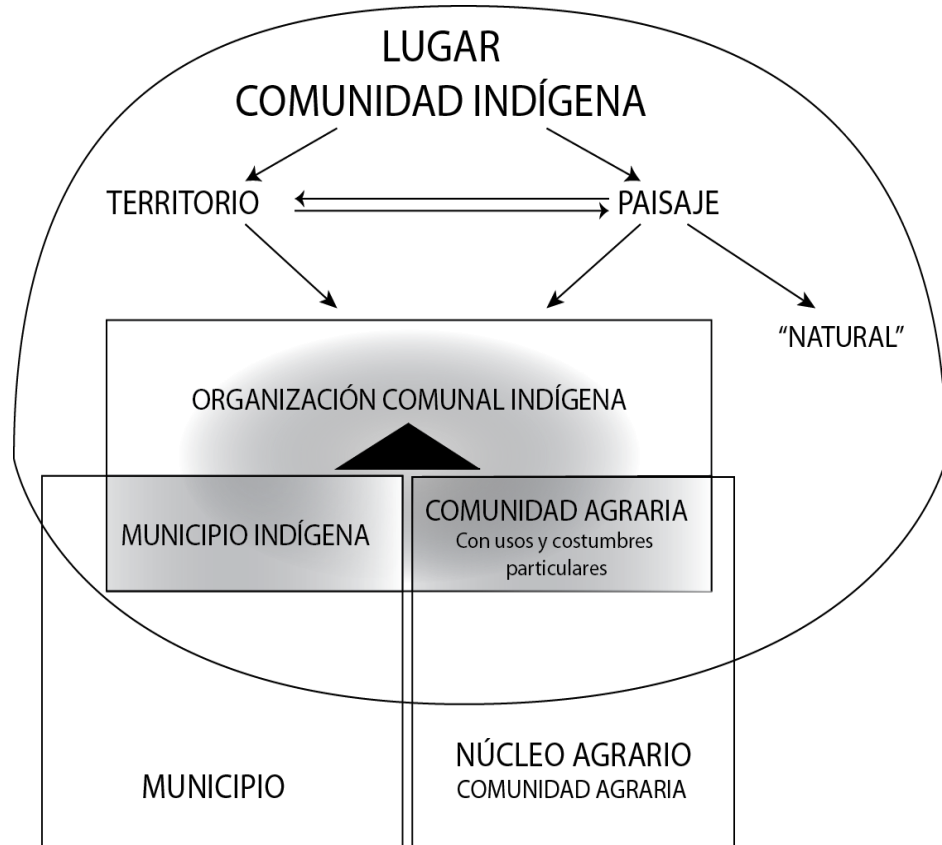 LUGAR
COMUNIDAD INDÍGENA
TERRITORIO
PAISAJE
“NATURAL”
ORGANIZACIÓN COMUNAL INDÍGENA
MUNICIPIO INDÍGENA
COMUNIDAD AGRARIA
Con usos y costumbres
particulares
MUNICIPIO
NÚCLEO AGRARIO
COMUNIDAD AGRARIA